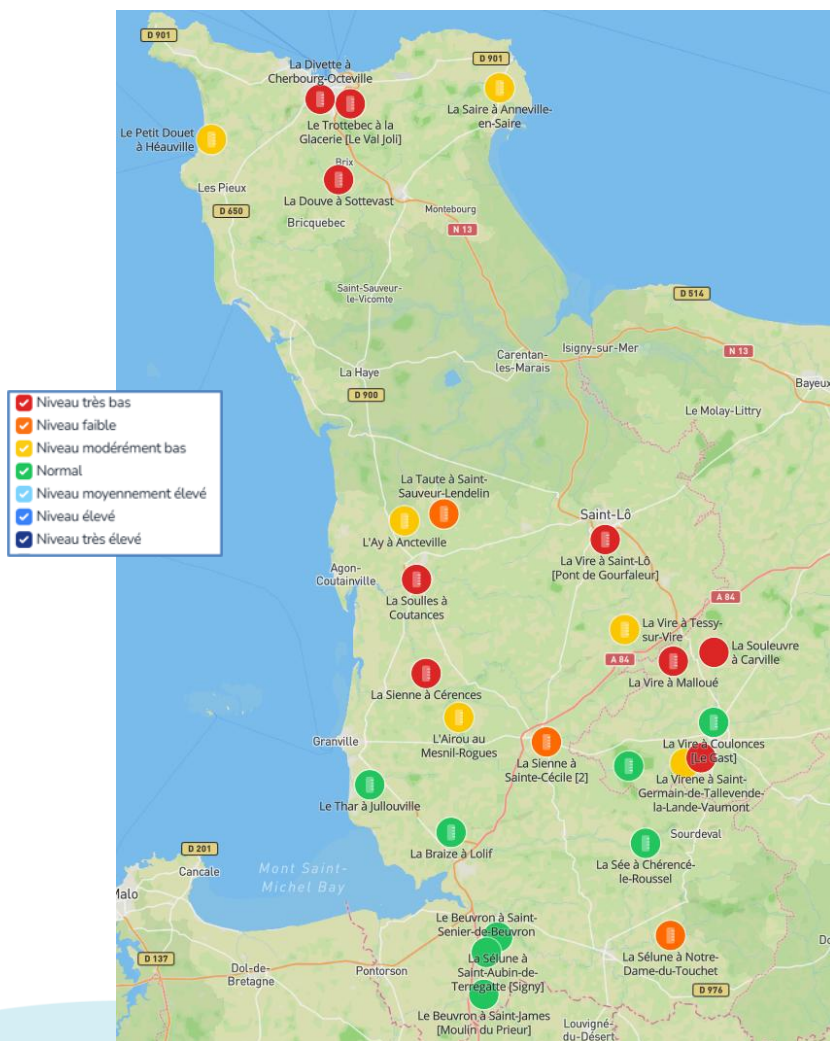 D 901
La Divette à
Cherbourg-Octeville
D 901
La Saire à Anneville-
en-Saire
Le Trottebec à la
Glacerie [Le Val Joli]
Le Petit Douet
à Héauville
Brix
Les Pieux
La Douve à Sottevast
D 650
Montebourg
Bricquebec
N 13
Saint-Sauveur-
le-Vicomte
D 514
Carentan-
les-Marais
Isigny-sur-Mer
N 13
La Haye
Bayeux
D 900
Le Molay-Littry
Niveau très bas
Niveau faible
Niveau modérément bas
Normal
Niveau moyennement élevé
Niveau élevé
Niveau très élevé
La Taute à Saint-
Sauveur-Lendelin
L'Ay à Ancteville
Saint-Lô
La Vire à Saint-Lô
[Pont de Gourfaleur]
Agon-
Coutainville
La Soulles à
Coutances
A 84
La Vire à Tessy-
sur-Vire
La Souleuvre
à Carville
A 84
La Vire à Malloué
La Sienne à Cérences
L'Airou au
Mesnil-Rogues
Granville
La Sienne à
Sainte-Cécile [2]
La Vire à Coulonces
[Le Gast]
La Virène à Saint-
Germain-de-Tallevende-
la-Lande-Vaumont
Le Thar à Jullouville
La Braize à Lolif
Sourdeval
La Sée à Chérencé-
le-Roussel
D 201
Cancale
Mont Saint-
Michel Bay
Malo
Le Beuvron à Saint-
Senier-de-Beuvron
La Sélune à
Saint-Aubin-de-
Terregatte [Signy]
La Sélune à Notre-
Dame-du-Touchet
D 137
Dol-de-
Bretagne
Pontorson
D 976
Le Beuvron à Saint-James
[Moulin du Prieur]
Louvigné-
du-Désert